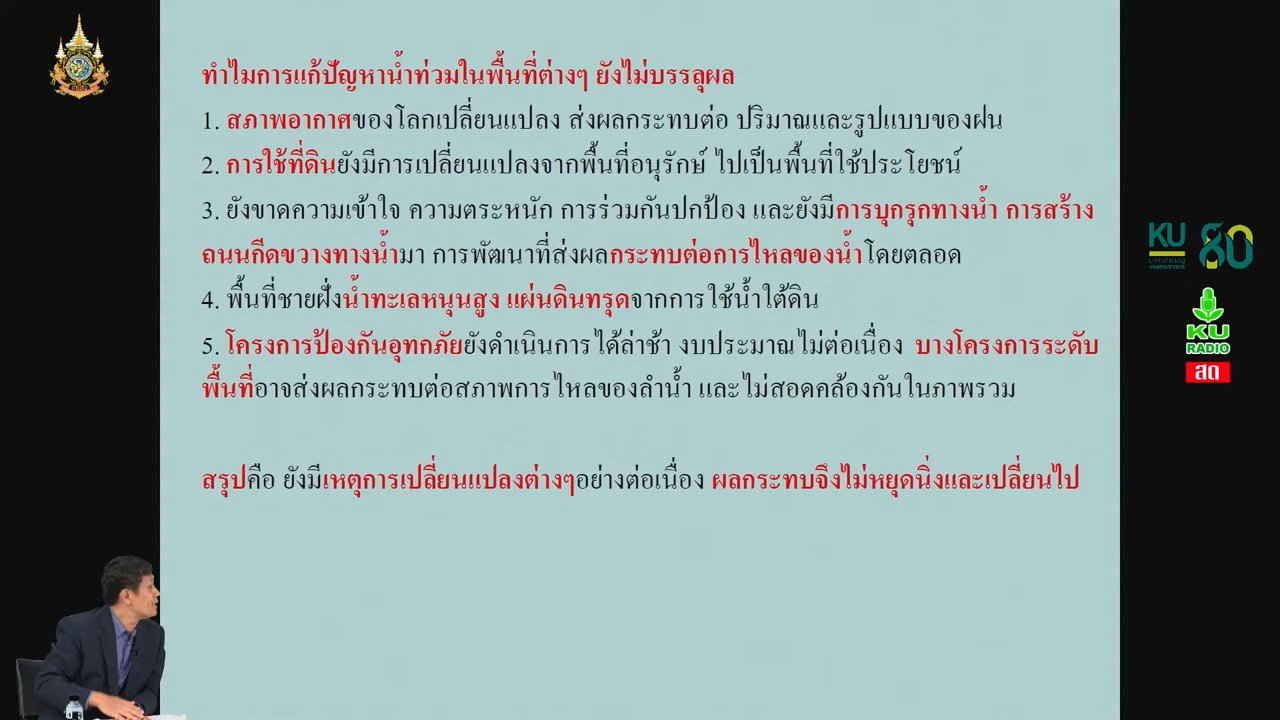 ทำไมการแก้ปัญหาน้ำท่วมในพื้นที่ต่างๆ ยังไม่บรรลุผล
1. สภาพอากาศของโลกเปลี่ยนแปลง ส่งผลกระทบต่อ ปริมาณและรูปแบบของฝน
2. การใช้ที่ดินยังมีการเปลี่ยนแปลงจากพื้นที่อนุรักษ์ ไปเป็นพื้นที่ใช้ประโยชน์
3. ยังขาดความเข้าใจ ความตระหนัก การร่วมกันปกป้อง และยังมีการบุกรุกทางน้ำ การสร้าง
ถนนกีดขวางทางน้ำมา การพัฒนาที่ส่งผลกระทบต่อการไหลของน้ำโดยตลอด
4. พื้นที่ชายฝั่งน้ำทะเลหนุนสูง แผ่นดินทรุดจากการใช้น้ำใต้ดิน
5. โครงการป้องกันอุทกภัยยังดำเนินการได้ล่าช้า งบประมาณไม่ต่อเนื่อง บางโครงการระดับ
พื้นที่อาจส่งผลกระทบต่อสภาพการไหลของลำน้ำ และไม่สอดคล้องกันในภาพรวม
สรุปคือ ยังมีเหตุการเปลี่ยนแปลงต่างๆอย่างต่อเนื่อง ผลกระทบจึงไม่หยุดนิ่งและเปลี่ยนไป
KU 80
KU
RADIO
สด